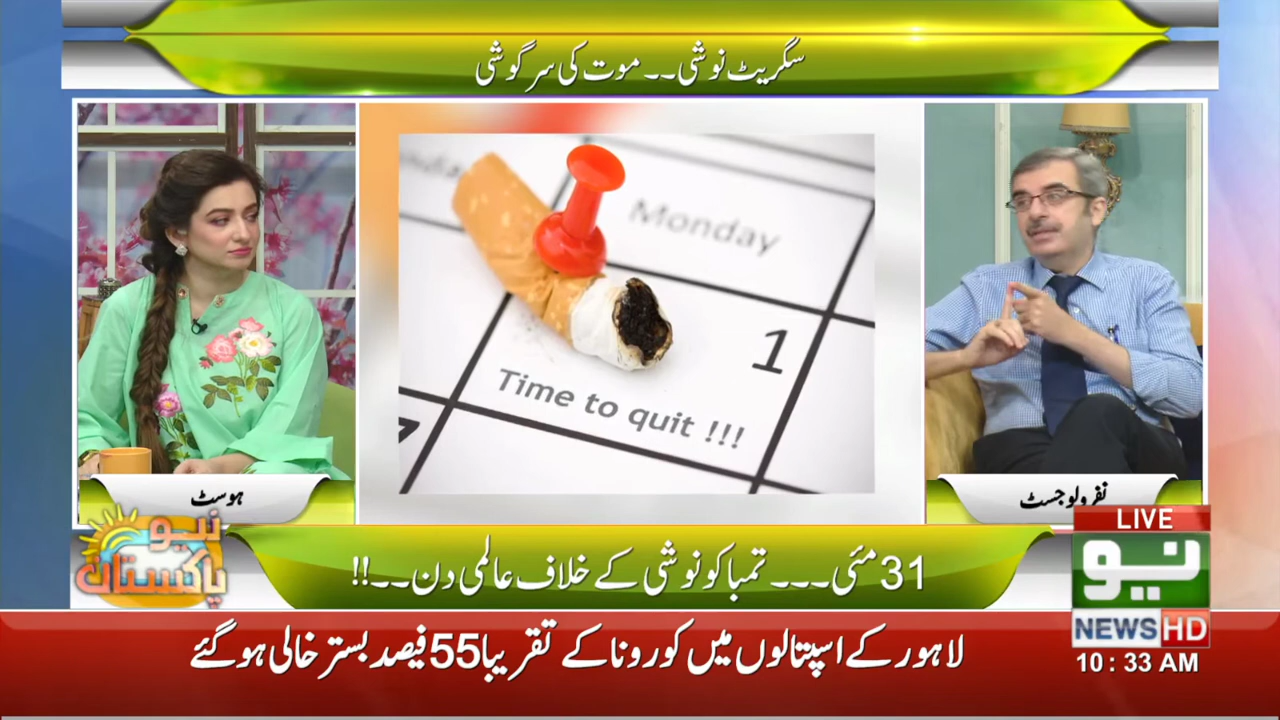 سگریٹ نوشی۔۔۔موت کی سرگوشی
Monday
1
Time to quit !!!
7
ہوسٹ
نفرولوجسٹ
نیو
پاکستان
31 مئی۔۔۔۔تمباکو نوشی کے خلاف عالمی دن۔۔۔!!
LIVE
نیو
NEWS HD
10 : 33 AM
لاہور کے اسپتالوں میں کورونا کے تقریبا 55 فیصد بستر خالی ہوگئے